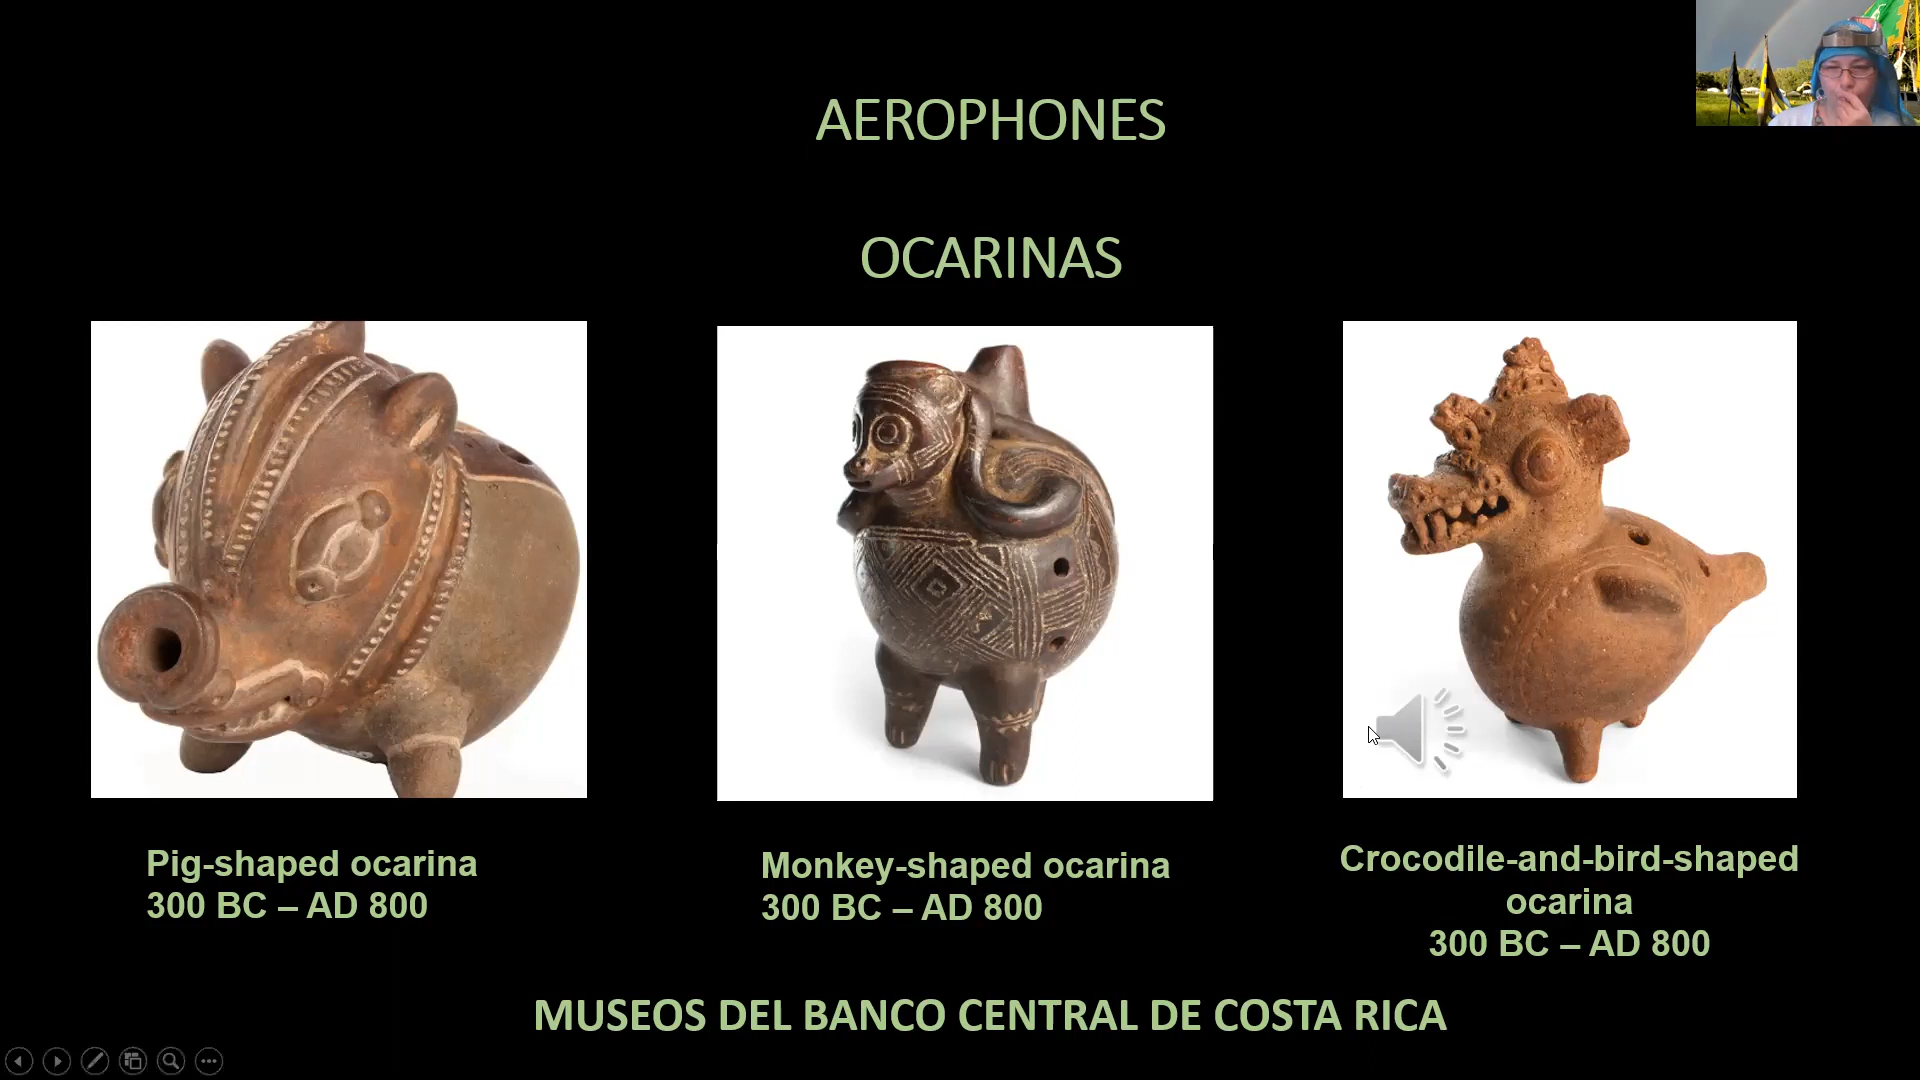 AEROPHONES
OCARINAS
Pig-shaped ocarina
300 BC – AD 800
Monkey-shaped ocarina
300 BC – AD 800
Crocodile-and-bird-shaped
ocarina
300 BC – AD 800
MUSEOS DEL BANCO CENTRAL DE COSTA RICA